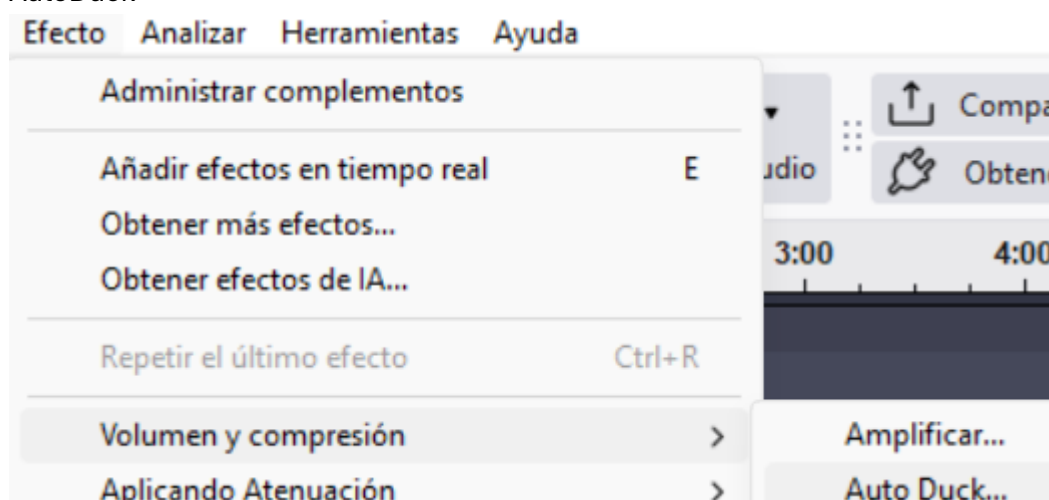 Efecto Analizar Herramientas Ayuda
Administrar complementos
Añadir efectos en tiempo real E
Obtener más efectos...
Obtener efectos de IA...
Repetir el último efecto Ctrl+R
Volumen y compresión >
Aplicando Atenuación >
Amplificar...
Auto Duck...
3:00 4:00